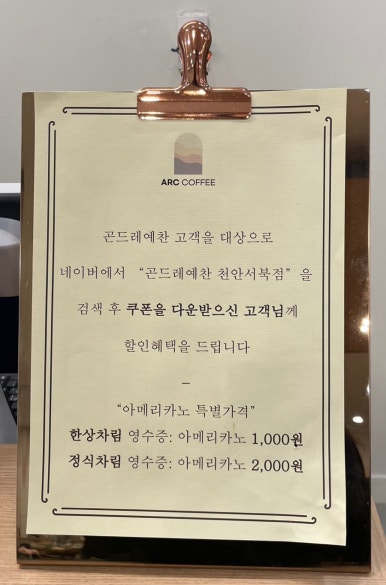 ARC COFFEE
곤드레예찬 고객을 대상으로
네이버에서 “곤드레예찬 천안서북점” 을
검색 후 쿠폰을 다운받으신 고객님께
할인혜택을 드립니다
–
“아메리카노 특별가격”
한상차림 영수증: 아메리카노 1,000원
정식차림 영수증: 아메리카노 2,000원